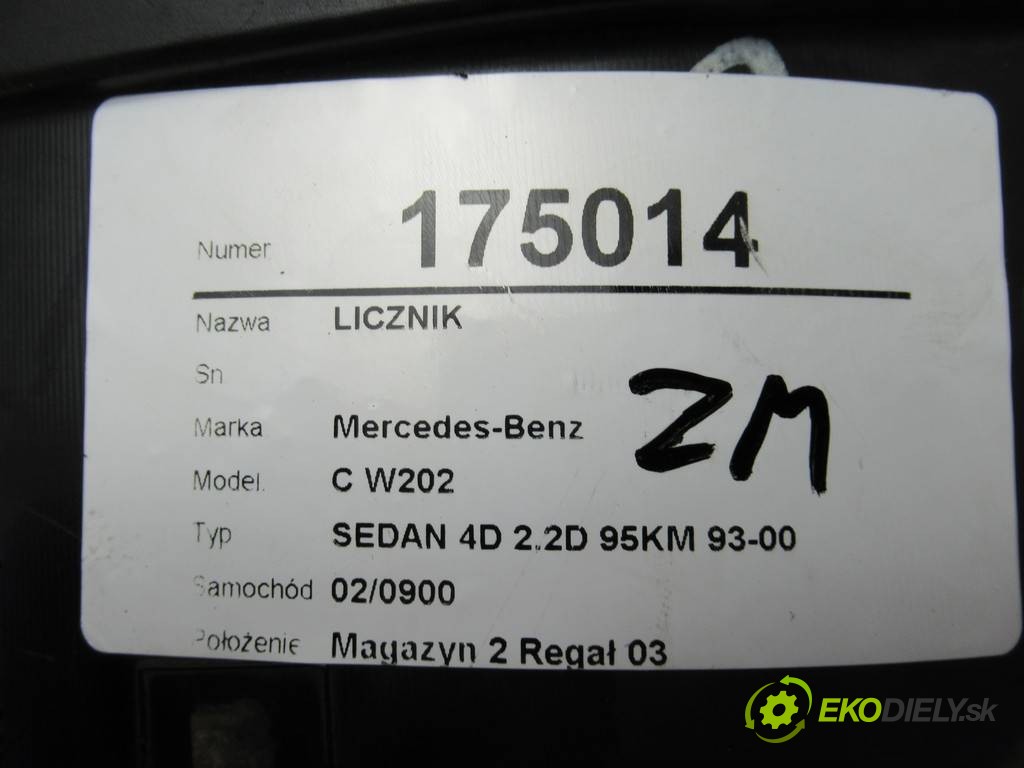 Numer 175014
Nazwa LICZNIK
Sn
Marka Mercedes-Benz
ZM
Model. C W202
Typ SEDAN 4D 2.2D 95KM 93-00
Samochód 02/0900
Położenie Magazyn 2 Regał 03
EKODIELY.sk